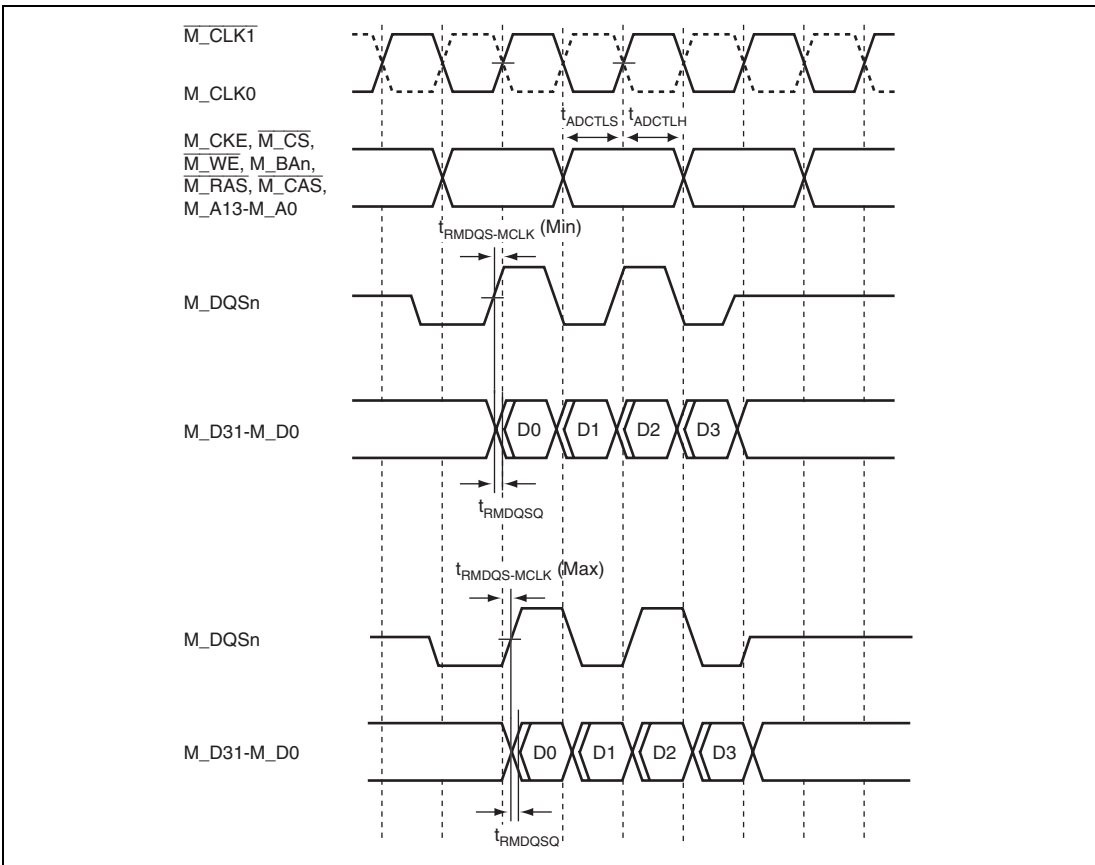 M_CLK1
M_CLK0
tADCTLS tADCTLH
M_CKE, M_CS,
M_WE, M_BAn,
M_RAS, M_CAS,
M_A13-M_A0
tRMDQS-MCLK (Min)
M_DQSn
M_D31-M_D0
D0 D1 D2 D3
tRMDQSQ
tRMDQS-MCLK (Max)
M_DQSn
M_D31-M_D0
D0 D1 D2 D3
tRMDQSQ